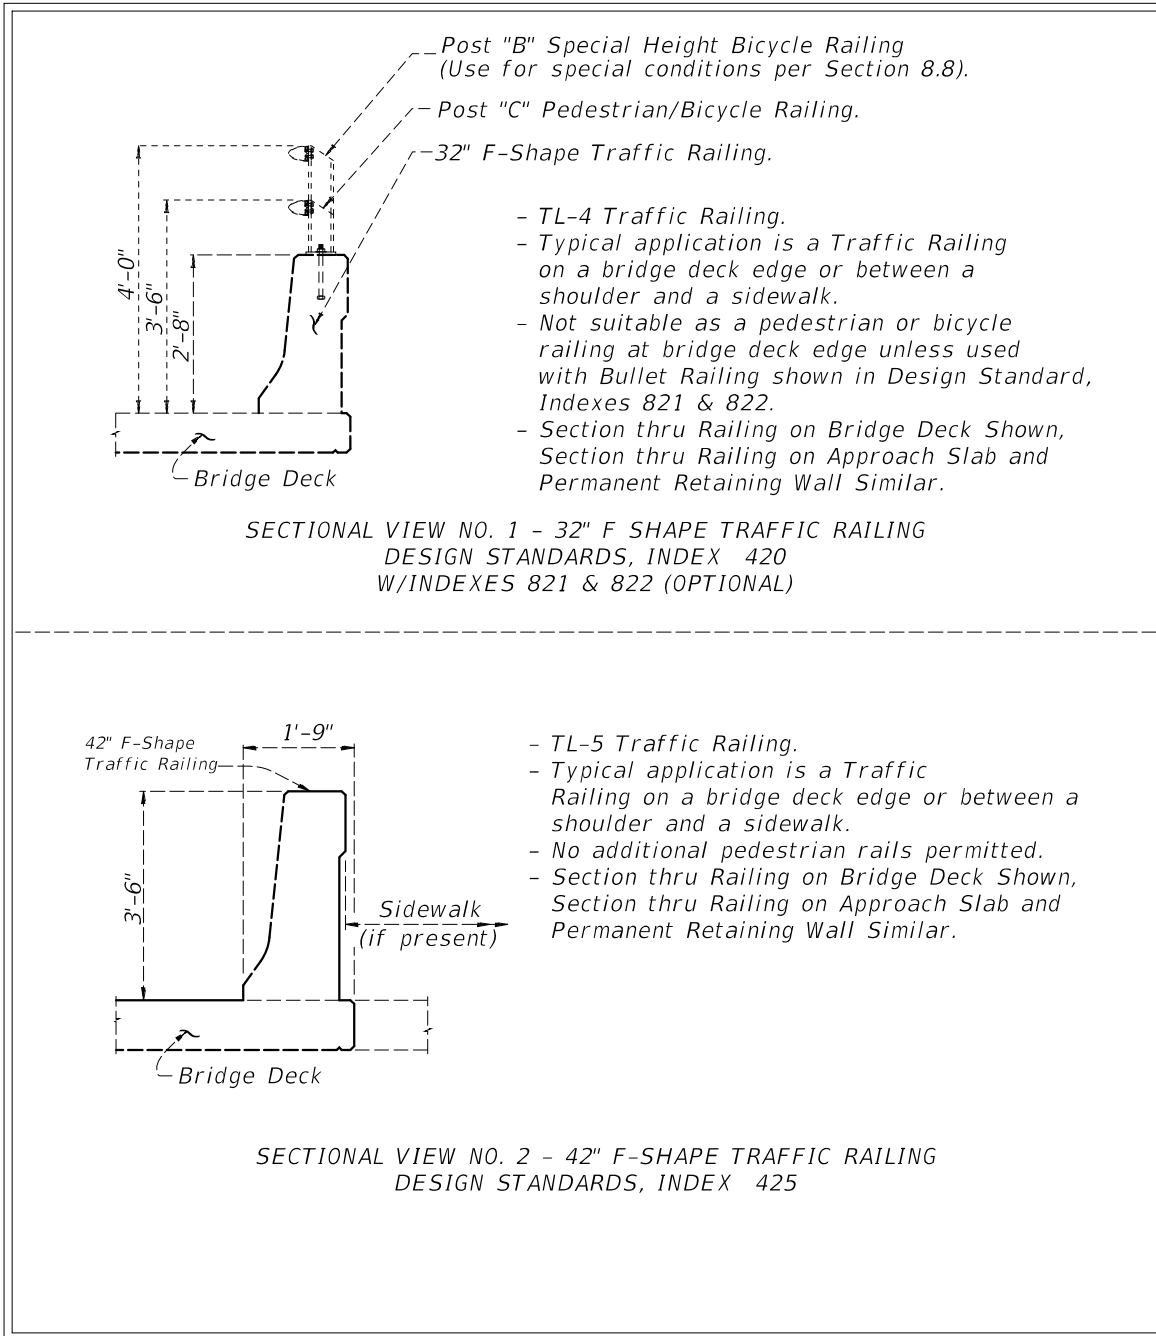 Post "B" Special Height Bicycle Railing
(Use for special conditions per Section 8.8).
Post "C" Pedestrian/Bicycle Railing.
32" F-Shape Traffic Railing.
4'-0"
3'-6"
2'-8"
Bridge Deck
- TL-4 Traffic Railing.
- Typical application is a Traffic Railing
on a bridge deck edge or between a
shoulder and a sidewalk.
- Not suitable as a pedestrian or bicycle
railing at bridge deck edge unless used
with Bullet Railing shown in Design Standard,
Indexes 821 & 822.
- Section thru Railing on Bridge Deck Shown,
Section thru Railing on Approach Slab and
Permanent Retaining Wall Similar.
SECTIONAL VIEW NO. 1 - 32" F SHAPE TRAFFIC RAILING
DESIGN STANDARDS, INDEX 420
W/INDEXES 821 & 822 (OPTIONAL)
42" F-Shape
Traffic Railing
1'-9"
3'-6"
Sidewalk
(if present)
Bridge Deck
- TL-5 Traffic Railing.
- Typical application is a Traffic
Railing on a bridge deck edge or between a
shoulder and a sidewalk.
- No additional pedestrian rails permitted.
- Section thru Railing on Bridge Deck Shown,
Section thru Railing on Approach Slab and
Permanent Retaining Wall Similar.
SECTIONAL VIEW NO. 2 - 42" F-SHAPE TRAFFIC RAILING
DESIGN STANDARDS, INDEX 425